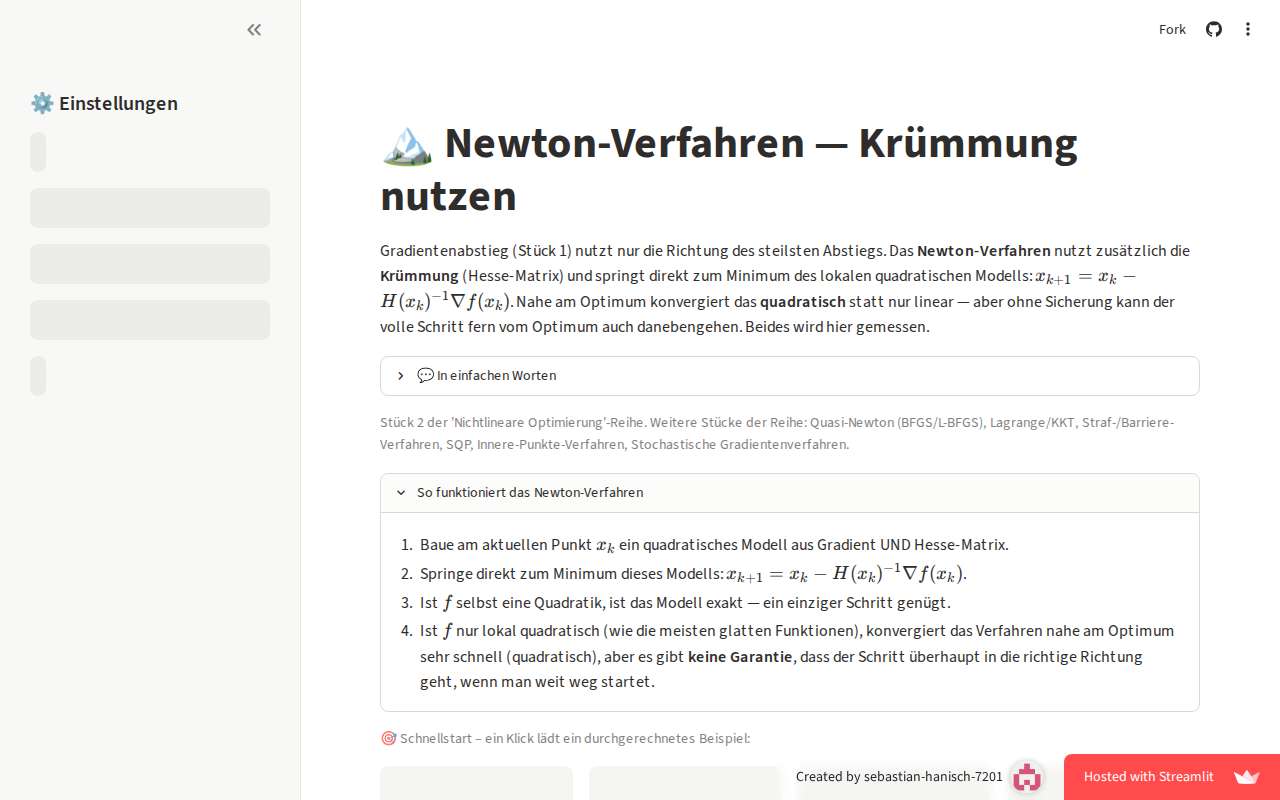 Fork
⚙️ Einstellungen
🏔️ Newton-Verfahren — Krümmung
nutzen
Gradientenabstieg (Stück 1) nutzt nur die Richtung des steilsten Abstiegs. Das Newton-Verfahren nutzt zusätzlich die
Krümmung (Hesse-Matrix) und springt direkt zum Minimum des lokalen quadratischen Modells: $x_{k+1} = x_k -$
$H(x_k)^{-1} \nabla f(x_k)$. Nahe am Optimum konvergiert das quadratisch statt nur linear — aber ohne Sicherung kann der
volle Schritt fern vom Optimum auch danebengehen. Beides wird hier gemessen.
💬 In einfachen Worten
Stück 2 der 'Nichtlineare Optimierung'-Reihe. Weitere Stücke der Reihe: Quasi-Newton (BFGS/L-BFGS), Lagrange/KKT, Straf-/Barriere-
Verfahren, SQP, Innere-Punkte-Verfahren, Stochastische Gradientenverfahren.
So funktioniert das Newton-Verfahren
1. Baue am aktuellen Punkt $x_k$ ein quadratisches Modell aus Gradient UND Hesse-Matrix.
2. Springe direkt zum Minimum dieses Modells: $x_{k+1} = x_k - H(x_k)^{-1} \nabla f(x_k)$.
3. Ist $f$ selbst eine Quadratik, ist das Modell exakt — ein einziger Schritt genügt.
4. Ist $f$ nur lokal quadratisch (wie die meisten glatten Funktionen), konvergiert das Verfahren nahe am Optimum
sehr schnell (quadratisch), aber es gibt keine Garantie, dass der Schritt überhaupt in die richtige Richtung
geht, wenn man weit weg startet.
🎯 Schnellstart – ein Klick lädt ein durchgerechnetes Beispiel:
Created by sebastian-hanisch-7201
Hosted with Streamlit